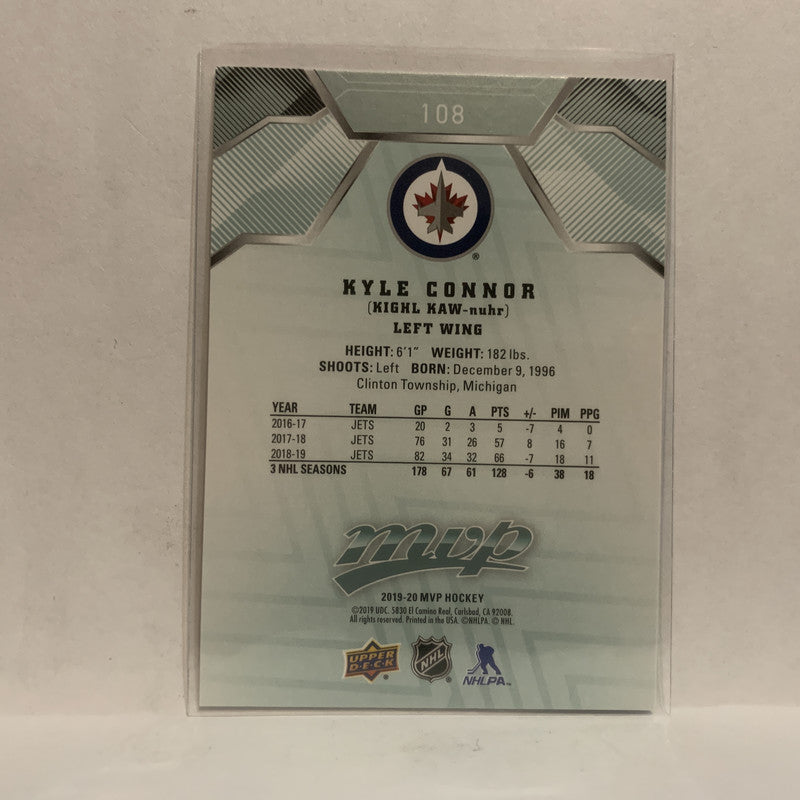 108
®
KYLE CONNOR
(KIGHL KAW-nuhr)
LEFT WING
HEIGHT: 6'1" WEIGHT: 182 lbs.
SHOOTS: Left BORN: December 9, 1996
Clinton Township, Michigan
YEAR TEAM GP G A PTS +/- PIM PPG
2016-17 JETS 20 2 3 5 -7 4 0
2017-18 JETS 76 31 26 57 8 16 7
2018-19 JETS 82 34 32 66 -7 18 11
3 NHL SEASONS 178 67 61 128 -6 38 18
mvp
2019-20 MVP HOCKEY
©2019 UDC. 5830 El Camino Real, Carlsbad, CA 92008.
All rights reserved. Printed in the USA. ©NHLPA. © NHL.
UPPER DECK® NHL® NHLPA™